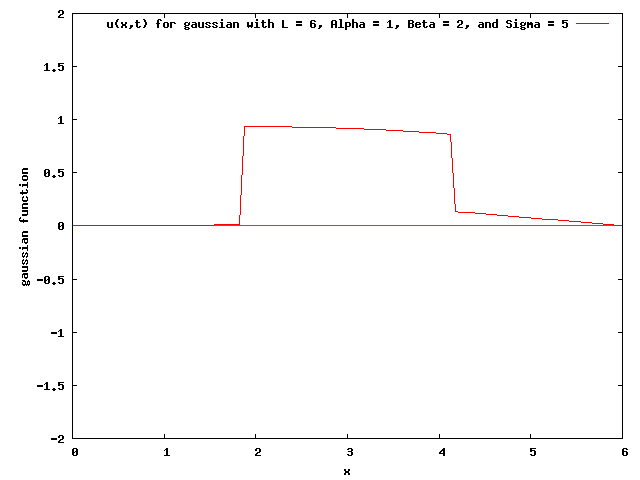 2
u(x,t) for gaussian with L = 6, Alpha = 1, Beta = 2, and Sigma = 5
1.5
1
0.5
gaussian function
0
-0.5
-1
-1.5
-2
0 1 2 3 4 5 6
x